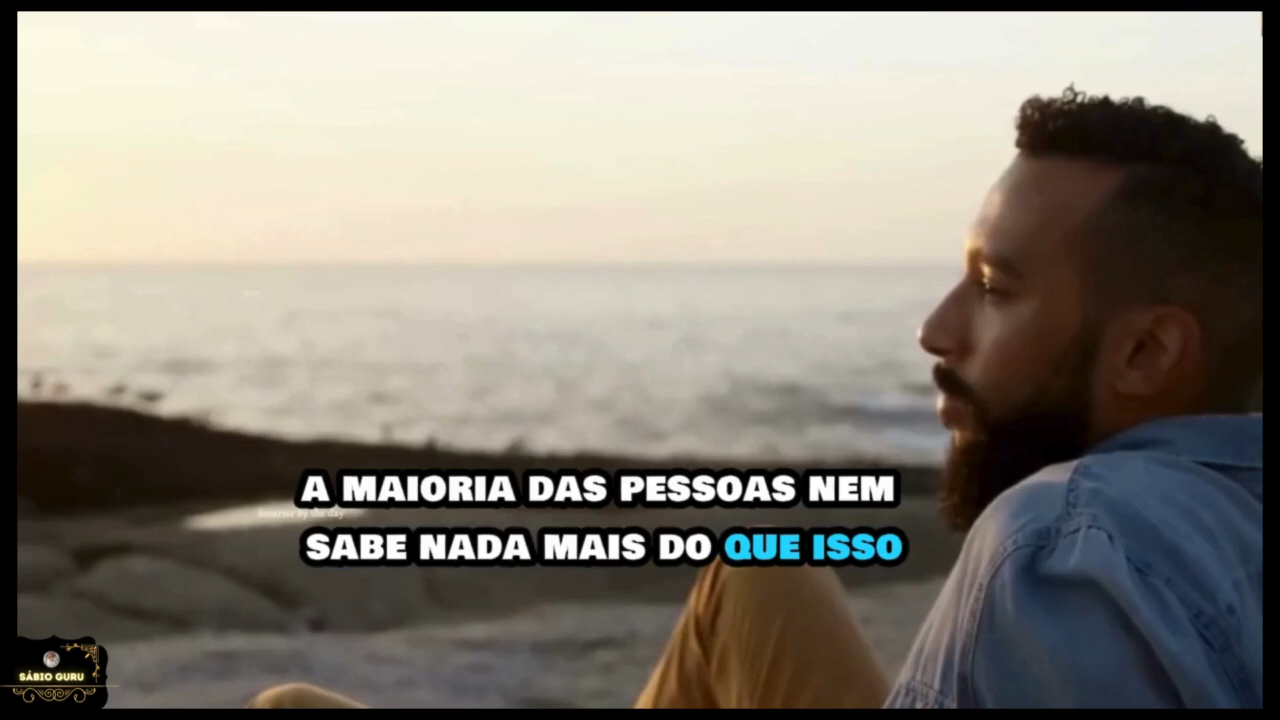 A MAIORIA DAS PESSOAS NEM
SABE NADA MAIS DO QUE ISSO
SÁBIO GURU